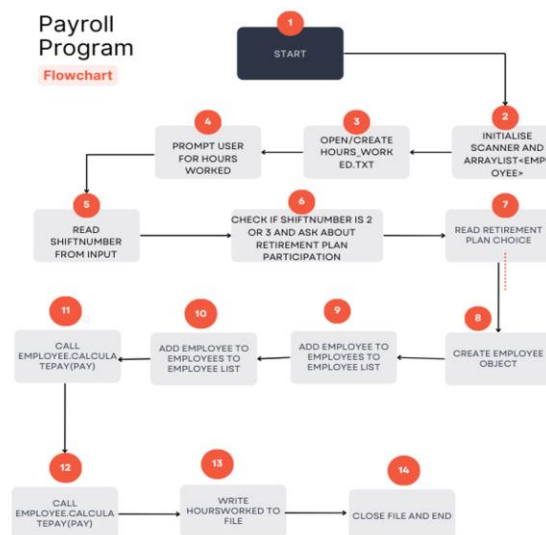 Payroll
Program
Flowchart
1
START
2
INITIALISE
SCANNER AND
ARRAYLIST<EMPL
OYEE>
3
OPEN/CREATE
HOURS_WORK
ED.TXT
4
PROMPT USER
FOR HOURS
WORKED
5
READ
SHIFTNUMBER
FROM INPUT
6
CHECK IF SHIFTNUMBER IS 2
OR 3 AND ASK ABOUT
RETIREMENT PLAN
PARTICIPATION
7
READ RETIREMENT
PLAN CHOICE
8
CREATE EMPLOYEE
OBJECT
9
ADD EMPLOYEE TO
EMPLOYEES TO
EMPLOYEE LIST
10
ADD EMPLOYEE TO
EMPLOYEES TO
EMPLOYEE LIST
11
CALL
EMPLOYEE.CALCULA
TEPAY(PAY)
12
CALL
EMPLOYEE.CALCULA
TEPAY(PAY)
13
WRITE
HOURSWORKED TO
FILE
14
CLOSE FILE AND END